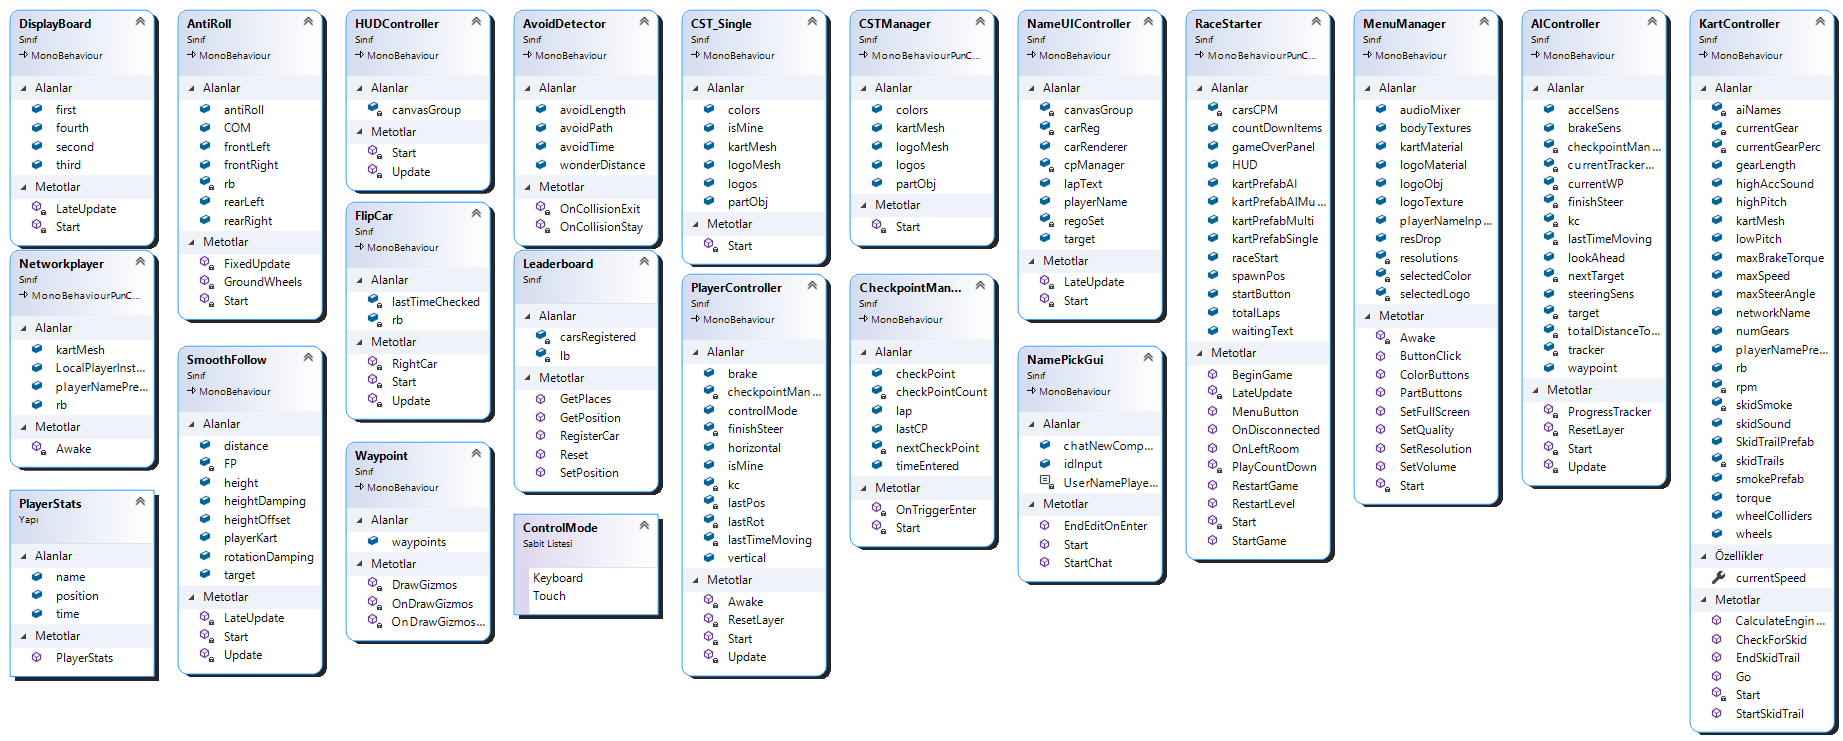 DisplayBoard
Sınıf
MonoBehaviour
Alanlar
first
fourth
second
third
Metotlar
LateUpdate
Start
Networkplayer
Sınıf
MonoBehaviourPunC...
Alanlar
kartMesh
LocalPlayerInst...
playerNamePre...
rb
Metotlar
Awake
PlayerStats
Yapı
Alanlar
name
position
time
Metotlar
PlayerStats
AntiRoll
Sınıf
MonoBehaviour
Alanlar
antiRoll
COM
frontLeft
frontRight
rb
rearLeft
rearRight
Metotlar
FixedUpdate
GroundWheels
Start
SmoothFollow
Sınıf
MonoBehaviour
Alanlar
distance
FP
height
heightDamping
heightOffset
playerKart
rotationDamping
target
Metotlar
LateUpdate
Start
Update
HUDController
Sınıf
MonoBehaviour
Alanlar
canvasGroup
Metotlar
Start
Update
FlipCar
Sınıf
MonoBehaviour
Alanlar
lastTimeChecked
rb
Metotlar
RightCar
Start
Update
Waypoint
Sınıf
MonoBehaviour
Alanlar
waypoints
Metotlar
DrawGizmos
OnDrawGizmos
OnDrawGizmos...
AvoidDetector
Sınıf
MonoBehaviour
Alanlar
avoidLength
avoidPath
avoidTime
wonderDistance
Metotlar
OnCollisionExit
OnCollisionStay
Leaderboard
Sınıf
Alanlar
carsRegistered
lb
Metotlar
GetPlaces
GetPosition
RegisterCar
Reset
SetPosition
ControlMode
Sabit Listesi
Keyboard
Touch
CST_Single
Sınıf
MonoBehaviour
Alanlar
colors
isMine
kartMesh
logoMesh
logos
partObj
Metotlar
Start
PlayerController
Sınıf
MonoBehaviour
Alanlar
brake
checkpointMan...
controlMode
finishSteer
horizontal
isMine
kc
lastPos
lastRot
lastTimeMoving
vertical
Metotlar
Awake
ResetLayer
Start
Update
CSTManager
Sınıf
MonoBehaviourPunC...
Alanlar
colors
kartMesh
logoMesh
logos
partObj
Metotlar
Start
CheckpointMan...
Sınıf
MonoBehaviour
Alanlar
checkPoint
checkPointCount
lap
lastCP
nextCheckPoint
timeEntered
Metotlar
OnTriggerEnter
Start
NameUIController
Sınıf
MonoBehaviour
Alanlar
canvasGroup
carReg
carRenderer
cpManager
lapText
playerName
regoSet
target
Metotlar
LateUpdate
Start
NamePickGui
Sınıf
MonoBehaviour
Alanlar
chatNewComp...
idInput
UserNamePlaye...
Metotlar
EndEditOnEnter
Start
StartChat
RaceStarter
Sınıf
MonoBehaviourPunC...
Alanlar
carsCPM
countDownItems
gameOverPanel
HUD
kartPrefabAI
kartPrefabAIMu...
kartPrefabMulti
kartPrefabSingle
raceStart
spawnPos
startButton
totalLaps
waitingText
Metotlar
BeginGame
LateUpdate
MenuButton
OnDisconnected
OnLeftRoom
PlayCountDown
RestartGame
RestartLevel
Start
StartGame
MenuManager
Sınıf
MonoBehaviour
Alanlar
audioMixer
bodyTextures
kartMaterial
logoMaterial
logoObj
logoTexture
playerNameInp...
resDrop
resolutions
selectedColor
selectedLogo
Metotlar
Awake
ButtonClick
ColorButtons
PartButtons
SetFullScreen
SetQuality
SetResolution
SetVolume
Start
AIController
Sınıf
MonoBehaviour
Alanlar
accelSens
brakeSens
checkpointMan...
currentTracker...
currentWP
finishSteer
kc
lastTimeMoving
lookAhead
nextTarget
steeringSens
target
totalDistanceTo...
tracker
waypoint
Metotlar
ProgressTracker
ResetLayer
Start
Update
KartController
Sınıf
MonoBehaviour
Alanlar
aiNames
currentGear
currentGearPerc
gearLength
highAccSound
highPitch
kartMesh
lowPitch
maxBrakeTorque
maxSpeed
maxSteerAngle
networkName
numGears
playerNamePre...
rb
rpm
skidSmoke
skidSound
SkidTrailPrefab
skidTrails
smokePrefab
torque
wheelColliders
wheels
Özellikler
currentSpeed
Metotlar
CalculateEngin...
CheckForSkid
EndSkidTrail
Go
Start
StartSkidTrail